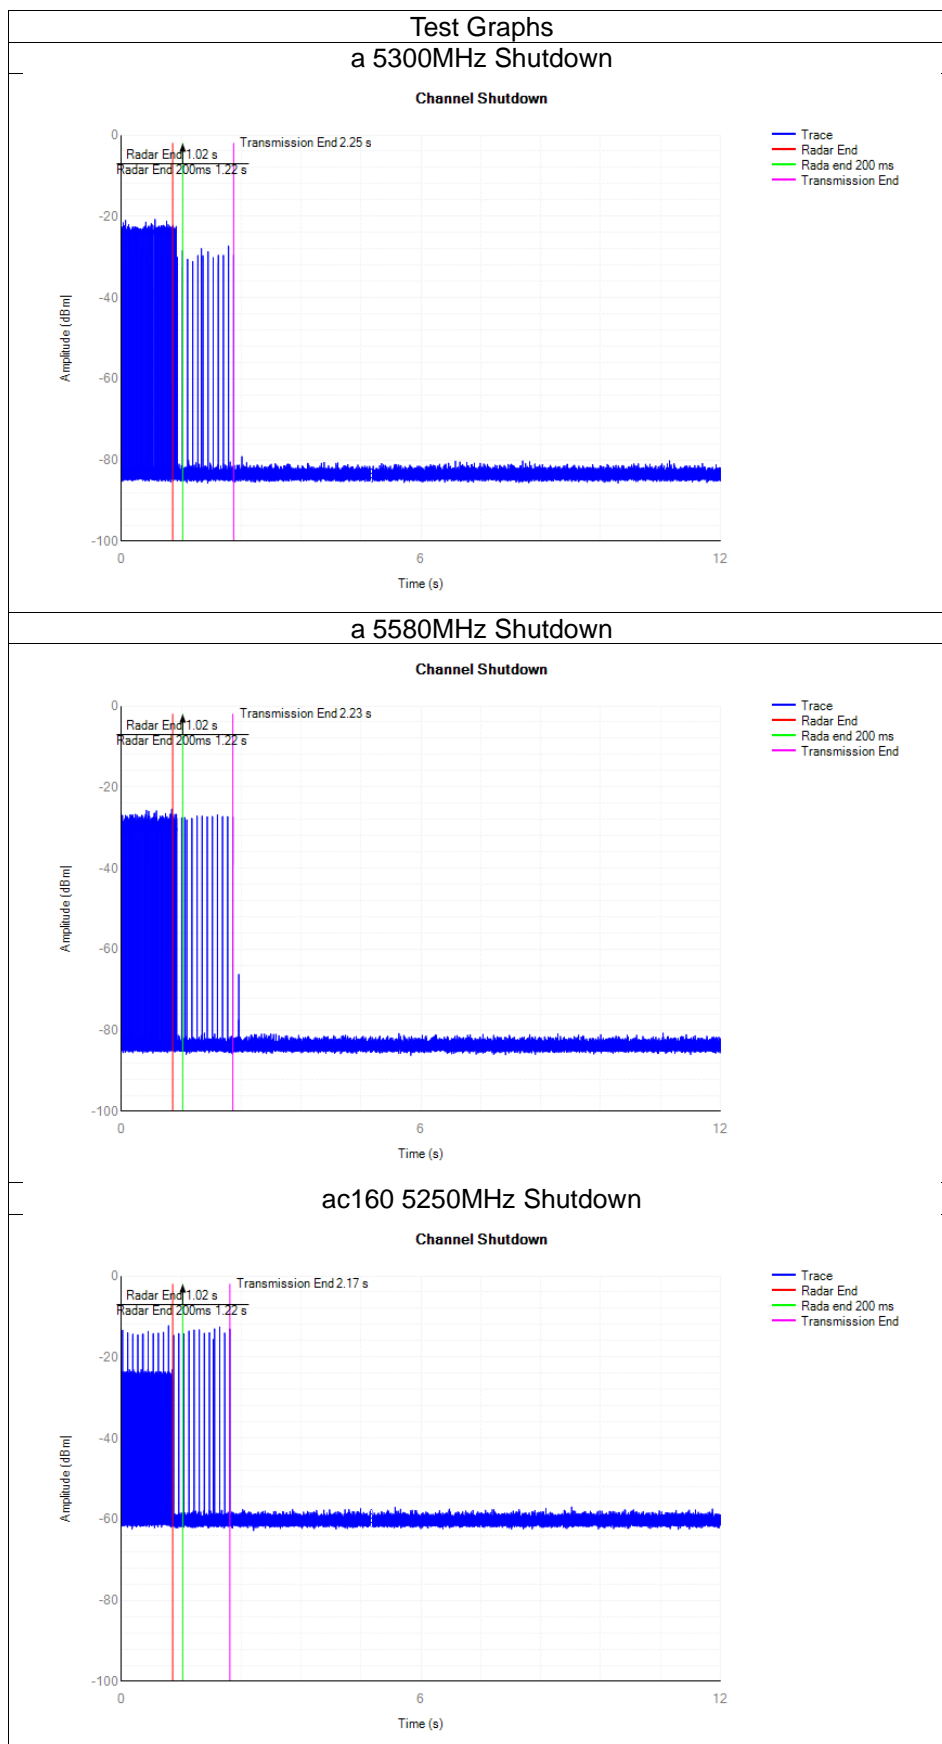 Test Graphs
a 5300MHz Shutdown
Channel Shutdown
Transmission End 2.25 s
Radar End 1.02 s
Radar End 200ms 1.22 s
Trace
Radar End
Rada end 200 ms
Transmission End
0
-20
-40
-60
-80
-100
Amplitude [dBm]
0
6
12
Time (s)
a 5580MHz Shutdown
Channel Shutdown
Transmission End 2.23 s
Radar End 1.02 s
Radar End 200ms 1.22 s
Trace
Radar End
Rada end 200 ms
Transmission End
0
-20
-40
-60
-80
-100
Amplitude [dBm]
0
6
12
Time (s)
ac160 5250MHz Shutdown
Channel Shutdown
Transmission End 2.17 s
Radar End 1.02 s
Radar End 200ms 1.22 s
Trace
Radar End
Rada end 200 ms
Transmission End
0
-20
-40
-60
-80
-100
Amplitude [dBm]
0
6
12
Time (s)